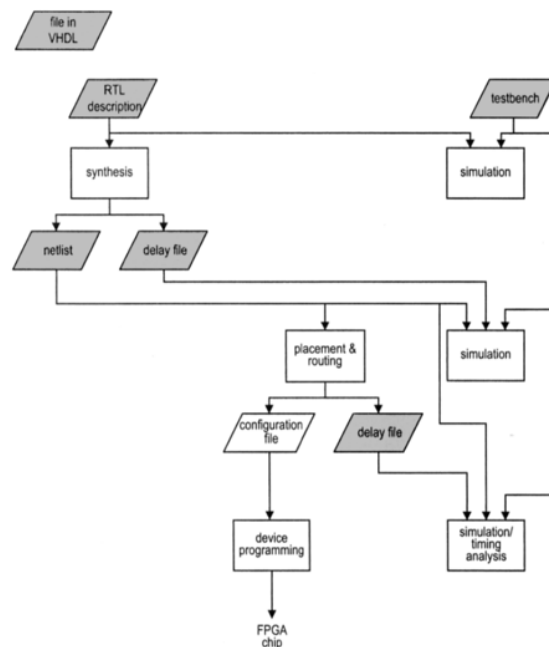 file in
VHDL
RTL
description
testbench
synthesis
simulation
netlist
delay file
placement &
routing
simulation
configuration
file
delay file
device
programming
simulation/
timing
analysis
FPGA
chip